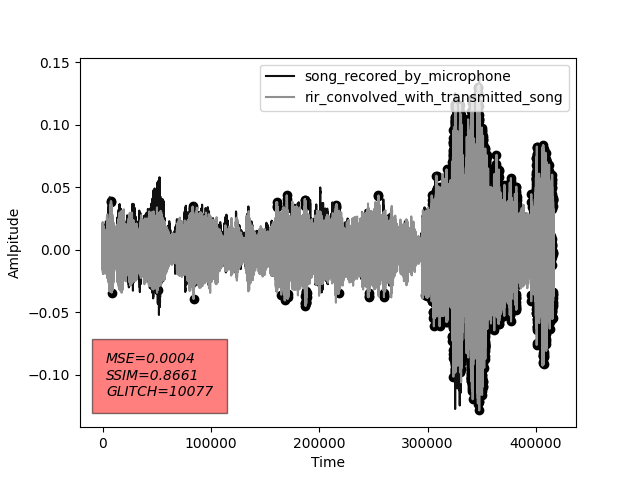 song_recored_by_microphone
rir_convolved_with_transmitted_song
0.15
0.10
0.05
0.00
−0.05
−0.10
Amlpitude
MSE=0.0004
SSIM=0.8661
GLITCH=10077
0 100000 200000 300000 400000
Time